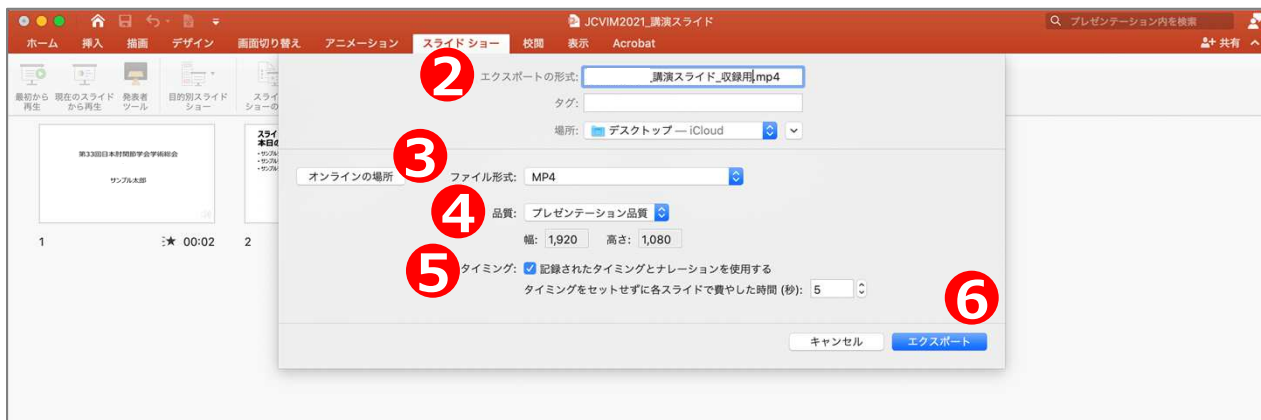 JCVIM2021_講演スライド
プレゼンテーション内を検索
ホーム 挿入 描画 デザイン 画面切り替え アニメーション スライド ショー 校閲 表示 Acrobat 共有
最初から再生
現在のスライドから再生
発表者ツール
目的別スライドショー
❷ エクスポートの形式: _講演スライド_収録用.mp4
タグ:
場所: デスクトップ — iCloud
❸ オンラインの場所 ファイル形式: MP4
❹ 品質: プレゼンテーション品質
幅: 1,920 高さ: 1,080
❺ タイミング: 記録されたタイミングとナレーションを使用する
タイミングをセットせずに各スライドで費やした時間 (秒): 5
❻
キャンセル エクスポート
第33回日本肘関節学会学術総会
サンプル太郎
1 00:02 2